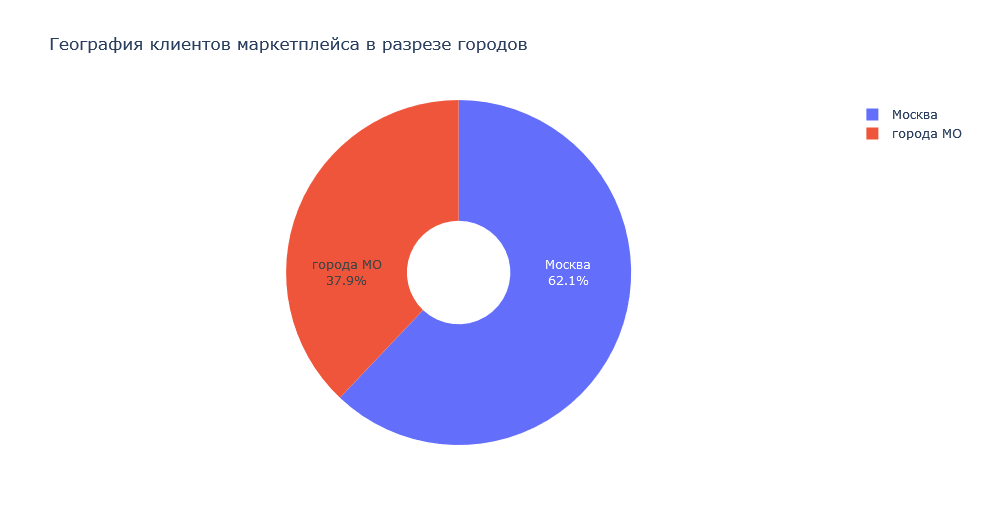 География клиентов маркетплейса в разрезе городов
Москва
города МО
города МО
37.9%
Москва
62.1%